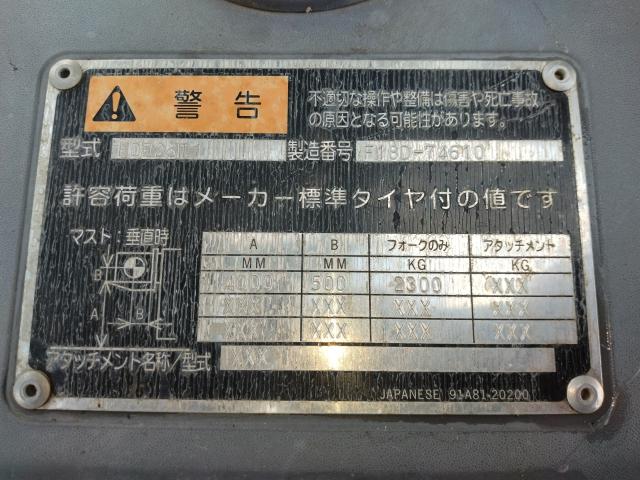 警告
不適切な操作や整備は傷害や死亡事故
の原因となる可能性があります。
型式
製造番号 F18D-74610
許容荷重はメーカー標準タイヤ付の値です
マスト:垂直時
A B フォークのみ アタッチメント
MM MM KG KG
4000 500 2300 XXX
XXX XXX XXX XXX
XXX XXX XXX XXX
B
A B
アタッチメント名称/型式 XXX
JAPANESE 91A81-20200